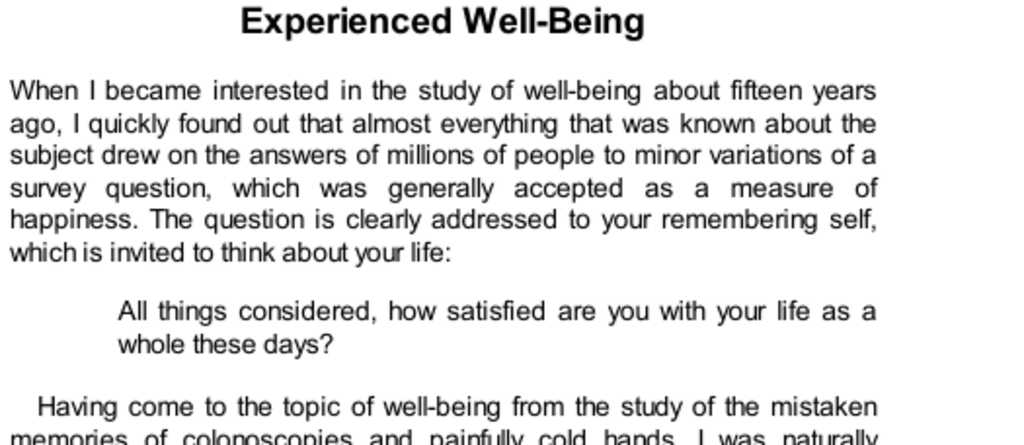 Experienced Well-Being
When I became interested in the study of well-being about fifteen years
ago, I quickly found out that almost everything that was known about the
subject drew on the answers of millions of people to minor variations of a
survey question, which was generally accepted as a measure of
happiness. The question is clearly addressed to your remembering self,
which is invited to think about your life:
All things considered, how satisfied are you with your life as a
whole these days?
Having come to the topic of well-being from the study of the mistaken
memories of colonoscopies and painfully cold hands, I was naturally